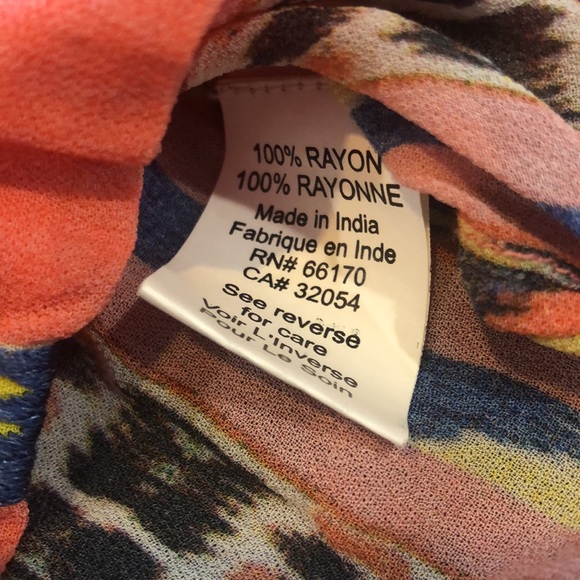 100% RAYON
100% RAYONNE
Made in India
Fabrique en Inde
RN# 66170
CA# 32054
See reverse
for care
Voir L.inverse
Pour Le Soin